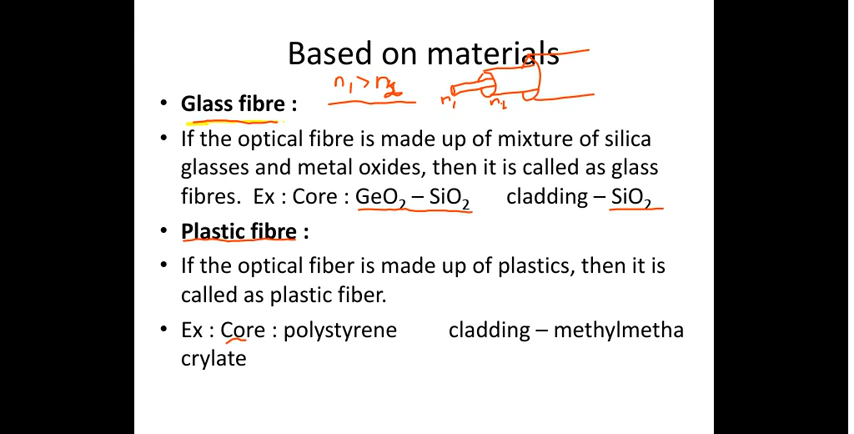 Based on materials
n₁ > n₂
n₁
n₂
• Glass fibre :
• If the optical fibre is made up of mixture of silica
glasses and metal oxides, then it is called as glass
fibres. Ex : Core : GeO₂ – SiO₂ cladding – SiO₂
• Plastic fibre :
• If the optical fiber is made up of plastics, then it is
called as plastic fiber.
• Ex : Core : polystyrene cladding – methylmetha
crylate